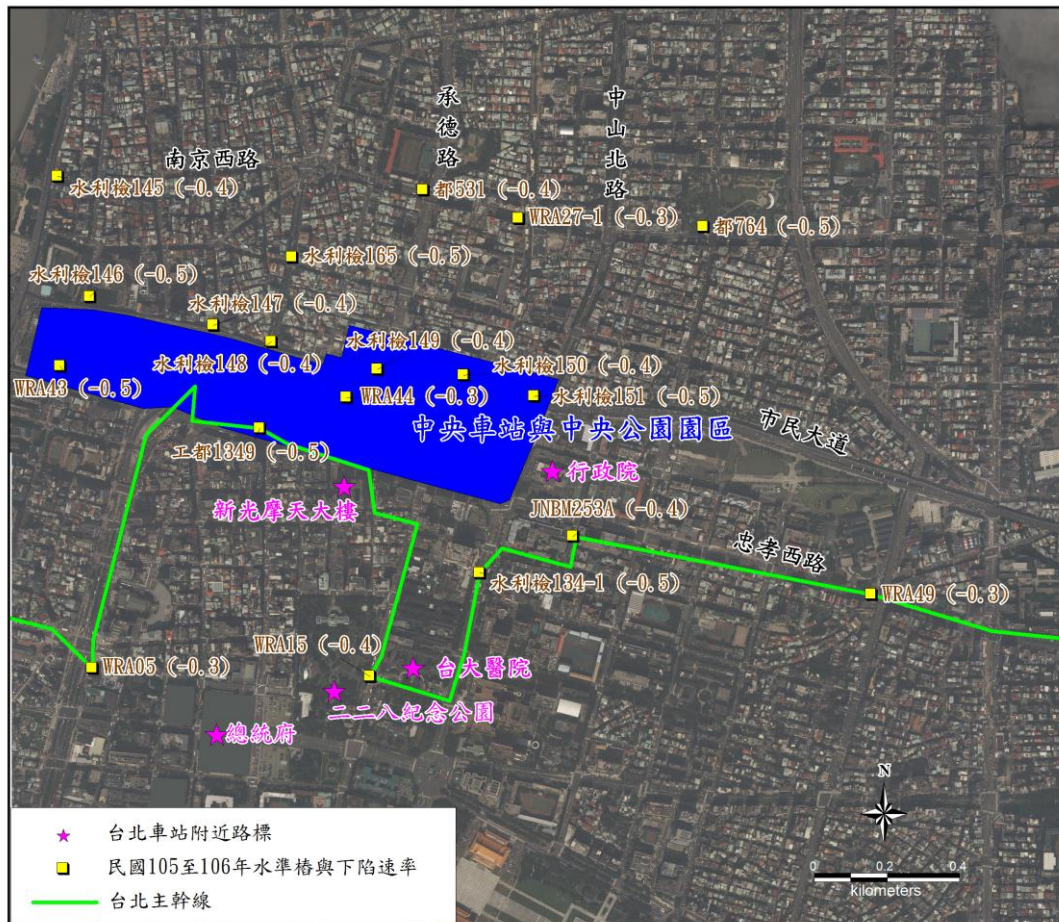 承德路
中山北路
南京西路
水利檢145 (-0.4)
都531 (-0.4)
WRA27-1 (-0.3)
都764 (-0.5)
水利檢165 (-0.5)
水利檢146 (-0.5)
水利檢147 (-0.4)
水利檢149 (-0.4)
水利檢148 (-0.4)
水利檢150 (-0.4)
WRA43 (-0.5)
WRA44 (-0.3)
水利檢151 (-0.5)
中央車站與中央公園園區
市民大道
工都1349 (-0.5)
行政院
新光摩天大樓
JNBM253A (-0.4)
忠孝西路
水利檢134-1 (-0.5)
WRA49 (-0.3)
WRA15 (-0.4)
WRA05 (-0.3)
台大醫院
二二八紀念公園
總統府
N
台北車站附近路標
民國105至106年水準樁與下陷速率
台北主幹線
0 0.2 0.4
kilometers